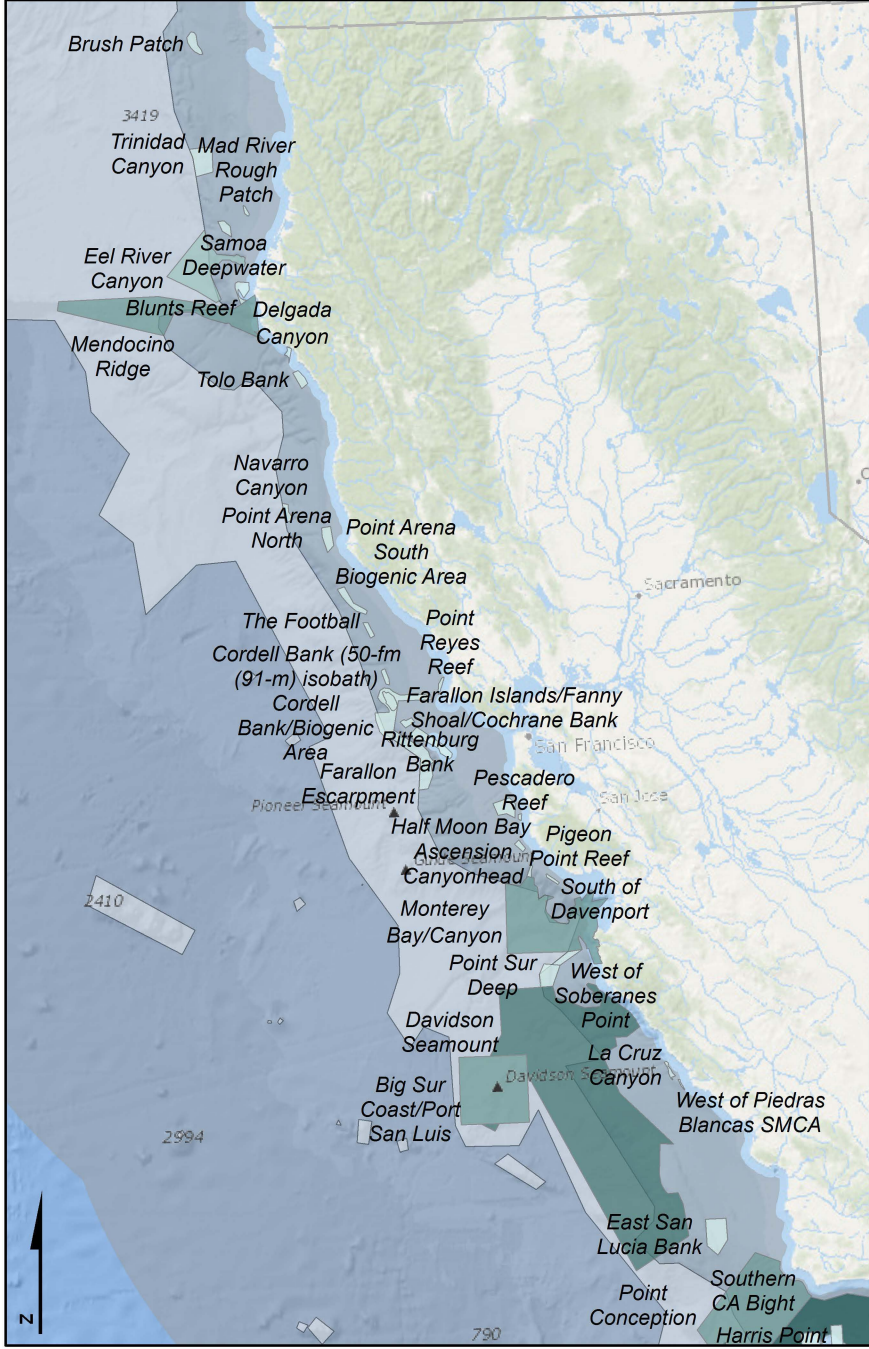 Brush Patch
3419
Trinidad
Canyon
Mad River
Rough
Patch
Samoa
Deepwater
Eel River
Canyon
Blunts Reef
Delgada
Canyon
Mendocino
Ridge
Tolo Bank
Navarro
Canyon
Point Arena
North
Point Arena
South
Biogenic Area
Sacramento
The Football
Point
Reyes
Reef
Cordell Bank (50-fm
(91-m) isobath)
Cordell
Bank/Biogenic
Area
Farallon Islands/Fanny
Shoal/Cochrane Bank
Rittenburg
Bank
San Francisco
Farallon
Escarpment
Pioneer Seamount
Pescadero
Reef
San Jose
Half Moon Bay
Ascension
Canyonhead
Guide Seamoun
Pigeon
Point Reef
South of
Davenport
2410
Monterey
Bay/Canyon
Point Sur
Deep
West of
Soberanes
Point
Davidson
Seamount
La Cruz
Canyon
Davidson Seamount
Big Sur
Coast/Port
San Luis
West of Piedras
Blancas SMCA
2994
East San
Lucia Bank
Point
Conception
Southern
CA Bight
Harris Point
790
N